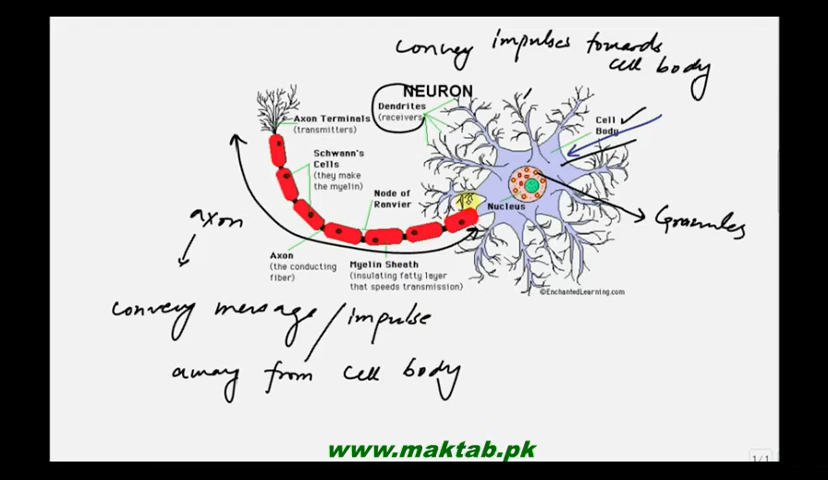 convey impulses towards
cell body
NEURON
Dendrites
(receivers)
Axon Terminals
(transmitters)
Cell
Body
Schwann's
Cells
(they make
the myelin)
Node of
Ranvier
Nucleus
axon
Granules
Axon
(the conducting
fiber)
Myelin Sheath
(insulating fatty layer
that speeds transmission)
©EnchantedLearning.com
convery message / impulse
away from cell body
www.maktab.pk
1/1